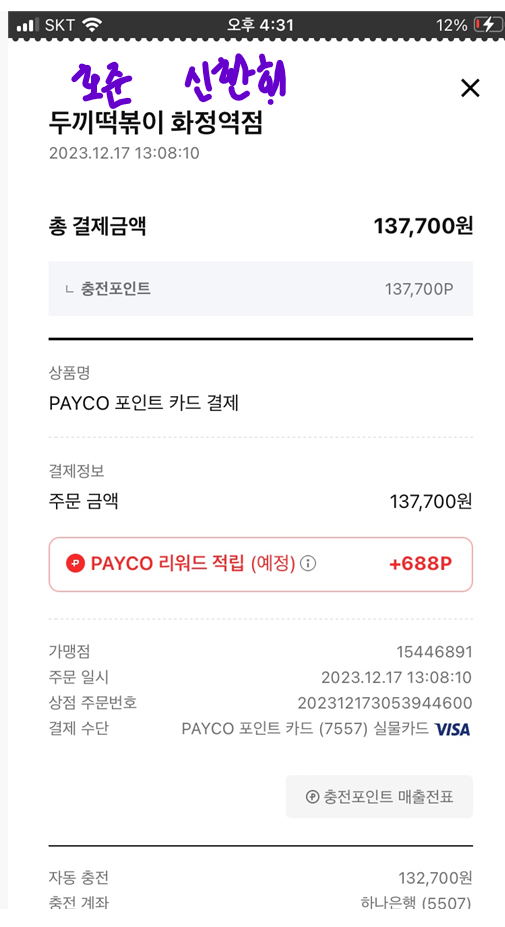 SKT 오후 4:31 12%
신한회
두끼떡볶이 화정역점
2023.12.17 13:08:10
총 결제금액 137,700원
ㄴ 충전포인트 137,700P
상품명
PAYCO 포인트 카드 결제
결제정보
주문 금액 137,700원
PAYCO 리워드 적립 (예정) +688P
가맹점 15446891
주문 일시 2023.12.17 13:08:10
상점 주문번호 202312173053944600
결제 수단 PAYCO 포인트 카드 (7557) 실물카드 VISA
충전포인트 매출전표
자동 충전 132,700원
충전 계좌 하나은행 (5507)